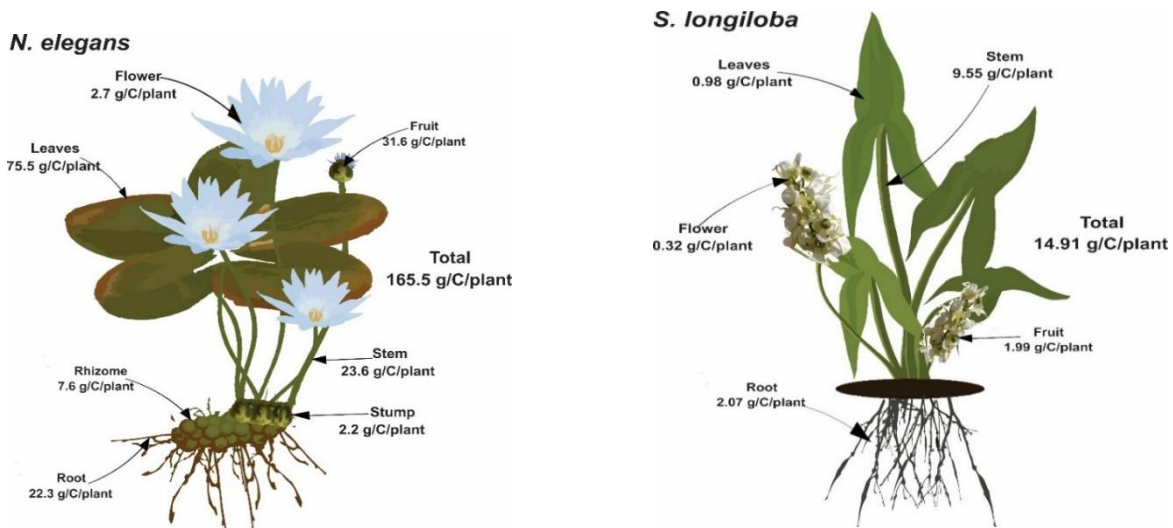 N. elegans
Flower
2.7 g/C/plant
Fruit
31.6 g/C/plant
Leaves
75.5 g/C/plant
Total
165.5 g/C/plant
Stem
23.6 g/C/plant
Rhizome
7.6 g/C/plant
Stump
2.2 g/C/plant
Root
22.3 g/C/plant
S. longiloba
Leaves
0.98 g/C/plant
Stem
9.55 g/C/plant
Flower
0.32 g/C/plant
Total
14.91 g/C/plant
Fruit
1.99 g/C/plant
Root
2.07 g/C/plant